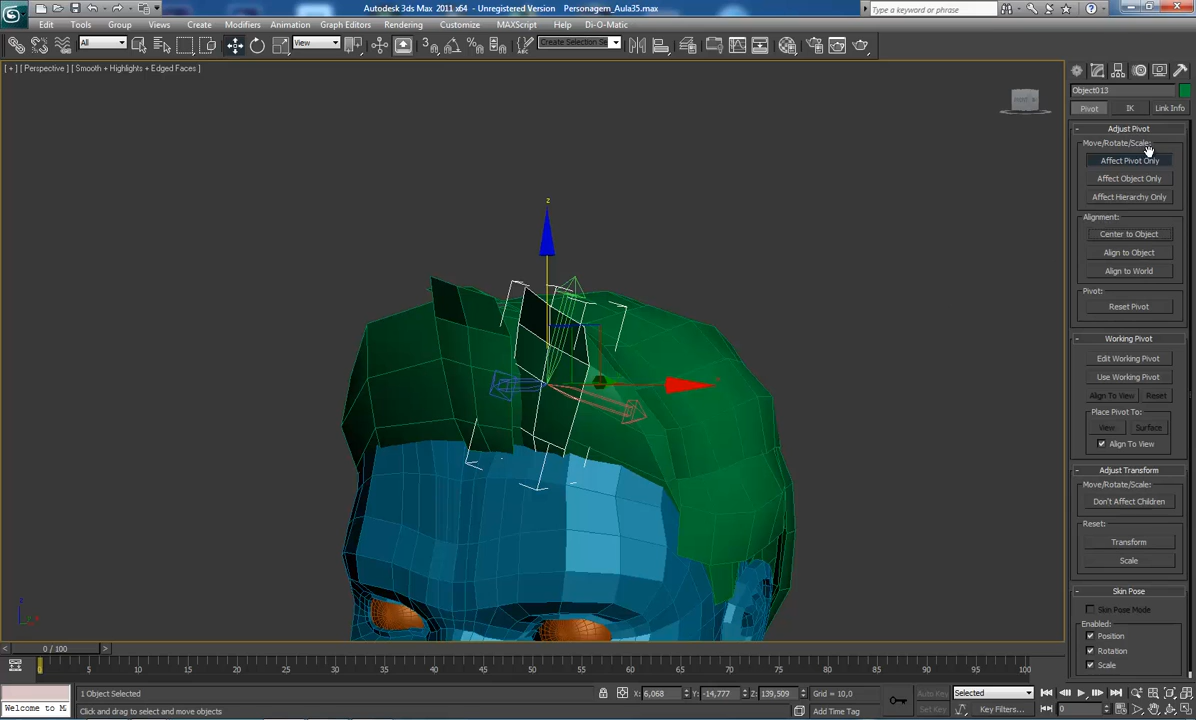 Autodesk 3ds Max 2011 x64 - Unregistered Version Personagem_Aula35.max
Type a keyword or phrase
Edit Tools Group Views Create Modifiers Animation Graph Editors Rendering Customize MAXScript Help Di-O-Matic
All View Create Selection Se
[ + ] [ Perspective ] [ Smooth + Highlights + Edged Faces ]
Object013
Pivot IK Link Info
- Adjust Pivot
Move/Rotate/Scale:
Affect Pivot Only
Affect Object Only
Affect Hierarchy Only
Alignment:
Center to Object
Align to Object
Align to World
Pivot:
Reset Pivot
- Working Pivot
Edit Working Pivot
Use Working Pivot
Align To View Reset
Place Pivot To:
View Surface
Align To View
- Adjust Transform
Move/Rotate/Scale:
Don't Affect Children
Reset:
Transform
Scale
- Skin Pose
Skin Pose Mode
Enabled:
Position
Rotation
Scale
z
< 0 / 100 >
0 5 10 15 20 25 30 35 40 45 50 55 60 65 70 75 80 85 90 95 100
1 Object Selected X: 6,068 Y: -14,777 Z: 139,509 Grid = 10,0 Auto Key Selected
Welcome to M Click and drag to select and move objects Add Time Tag Set Key Key Filters... 0